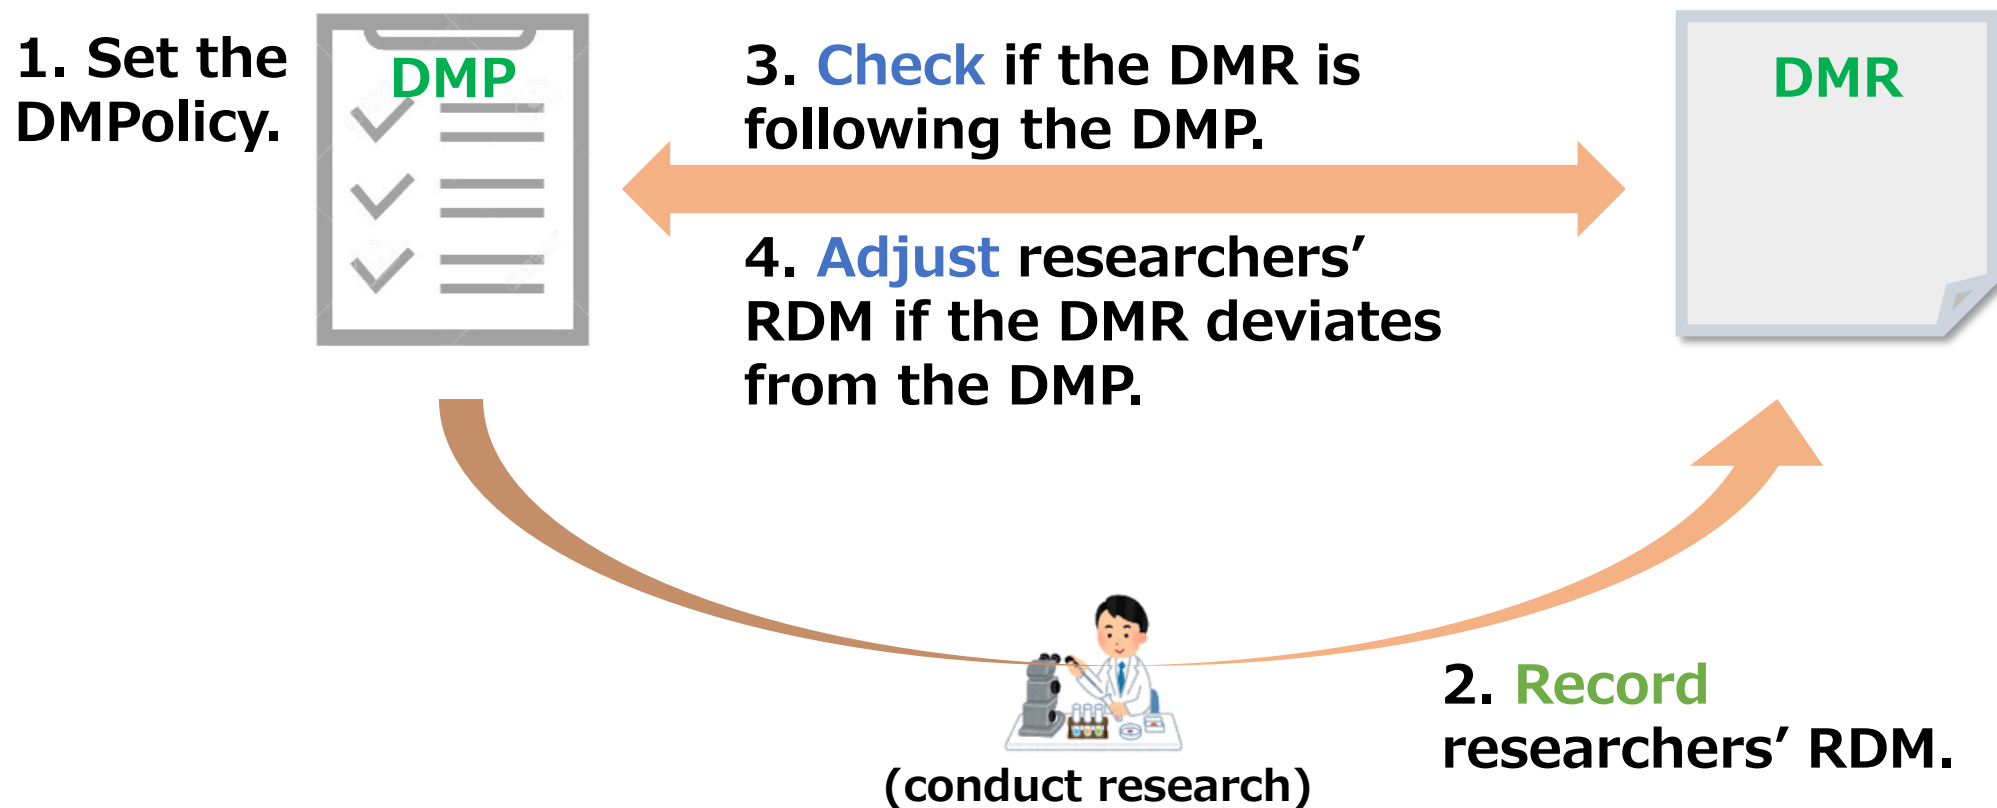 1. Set the
DMPolicy.
DMP
3. Check if the DMR is
following the DMP.
DMR
4. Adjust researchers’
RDM if the DMR deviates
from the DMP.
2. Record
researchers’ RDM.
(conduct research)